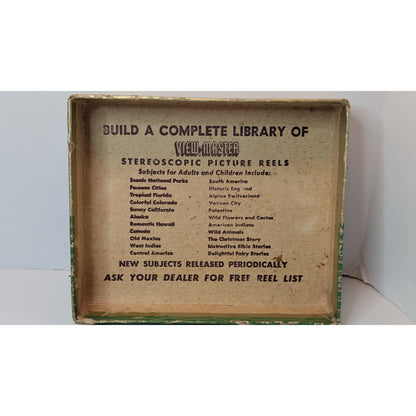 BUILD A COMPLETE LIBRARY OF
VIEW-MASTER
STEREOSCOPIC PICTURE REELS
Subjects for Adults and Children Include:
Scenic National Parks
Famous Cities
Tropical Florida
Colorful Colorado
Sunny California
Alaska
Romantic Hawaii
Canada
Old Mexico
West Indies
Central America
South America
Historic England
Alpine Switzerland
Vatican City
Palestine
Wild Flowers and Cactus
American Indians
Wild Animals
The Christmas Story
Instructive Bible Stories
Delightful Fairy Stories
NEW SUBJECTS RELEASED PERIODICALLY
ASK YOUR DEALER FOR FREE REEL LIST